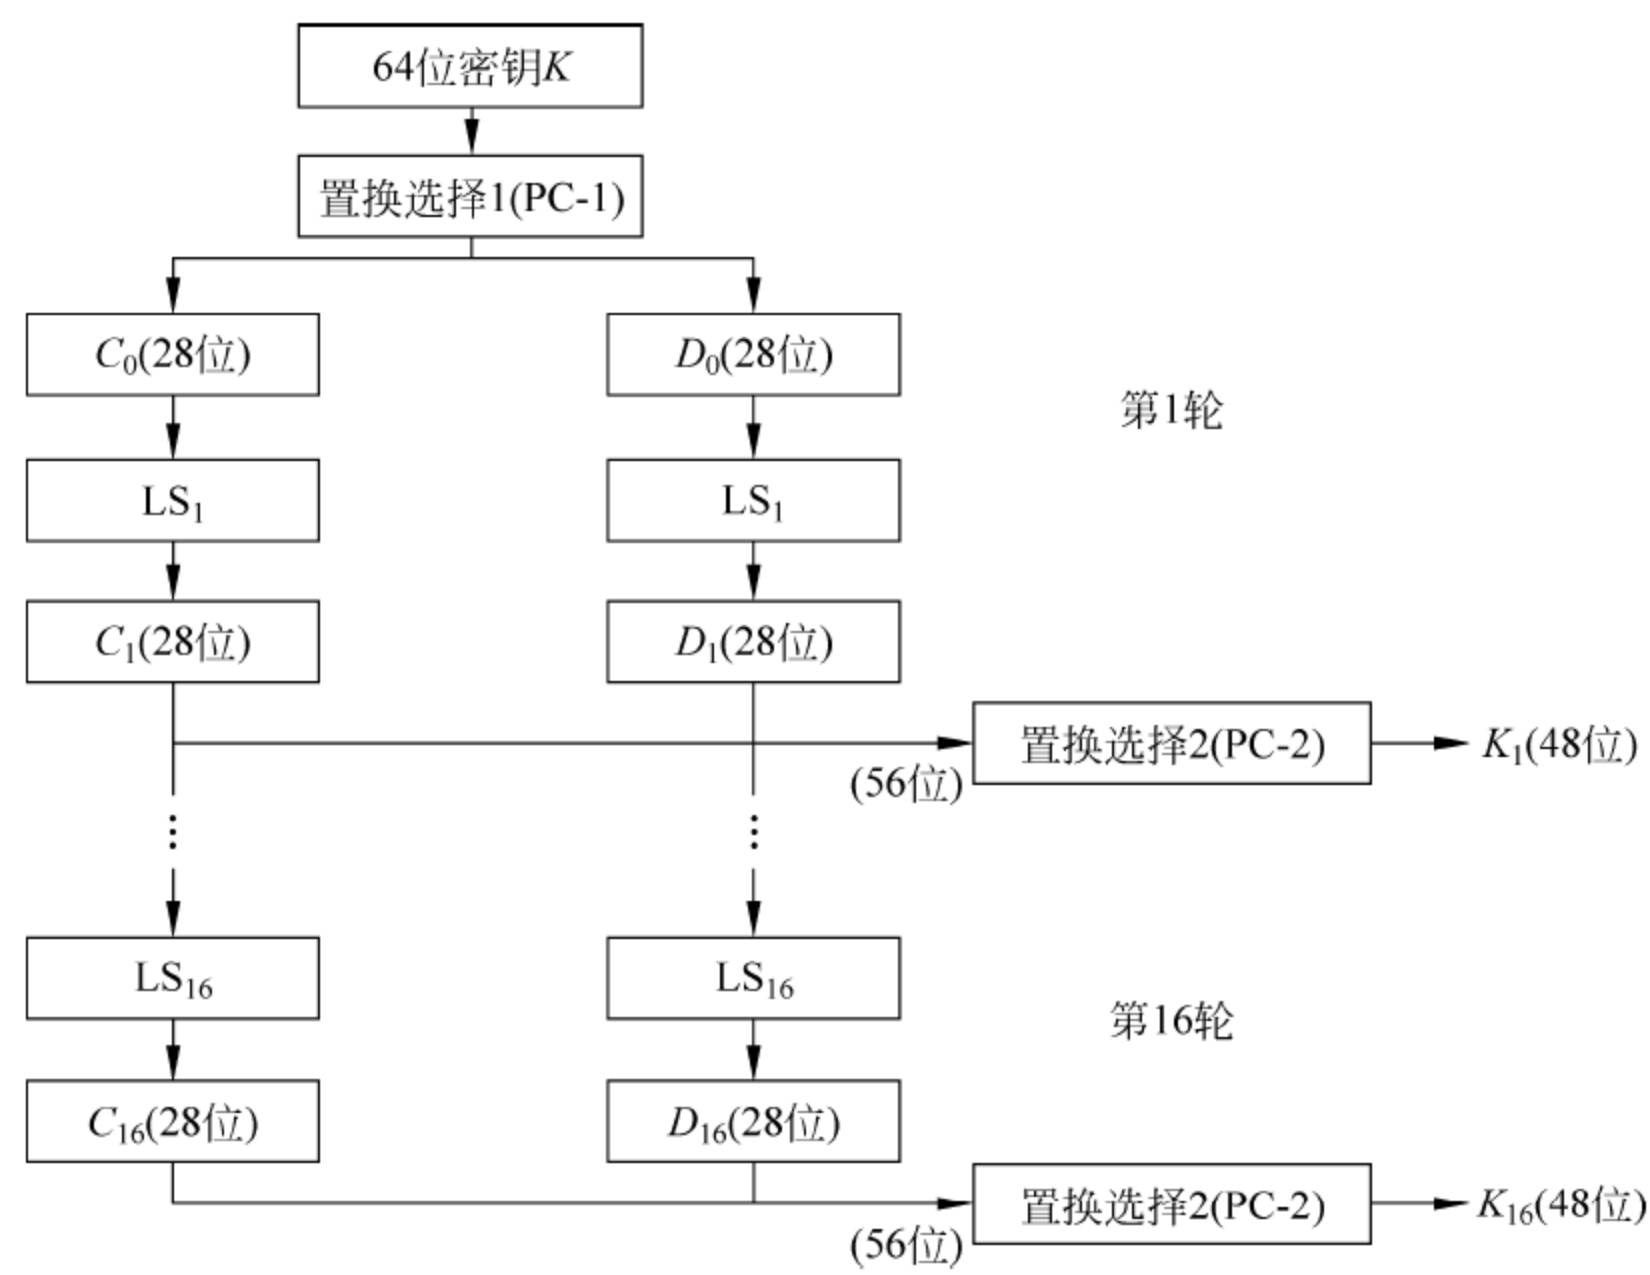 64位密钥K
置换选择1(PC-1)
C₀(28位)
D₀(28位)
第1轮
LS₁
LS₁
C₁(28位)
D₁(28位)
置换选择2(PC-2)
K₁(48位)
(56位)
⋮
⋮
LS₁₆
LS₁₆
第16轮
C₁₆(28位)
D₁₆(28位)
置换选择2(PC-2)
K₁₆(48位)
(56位)